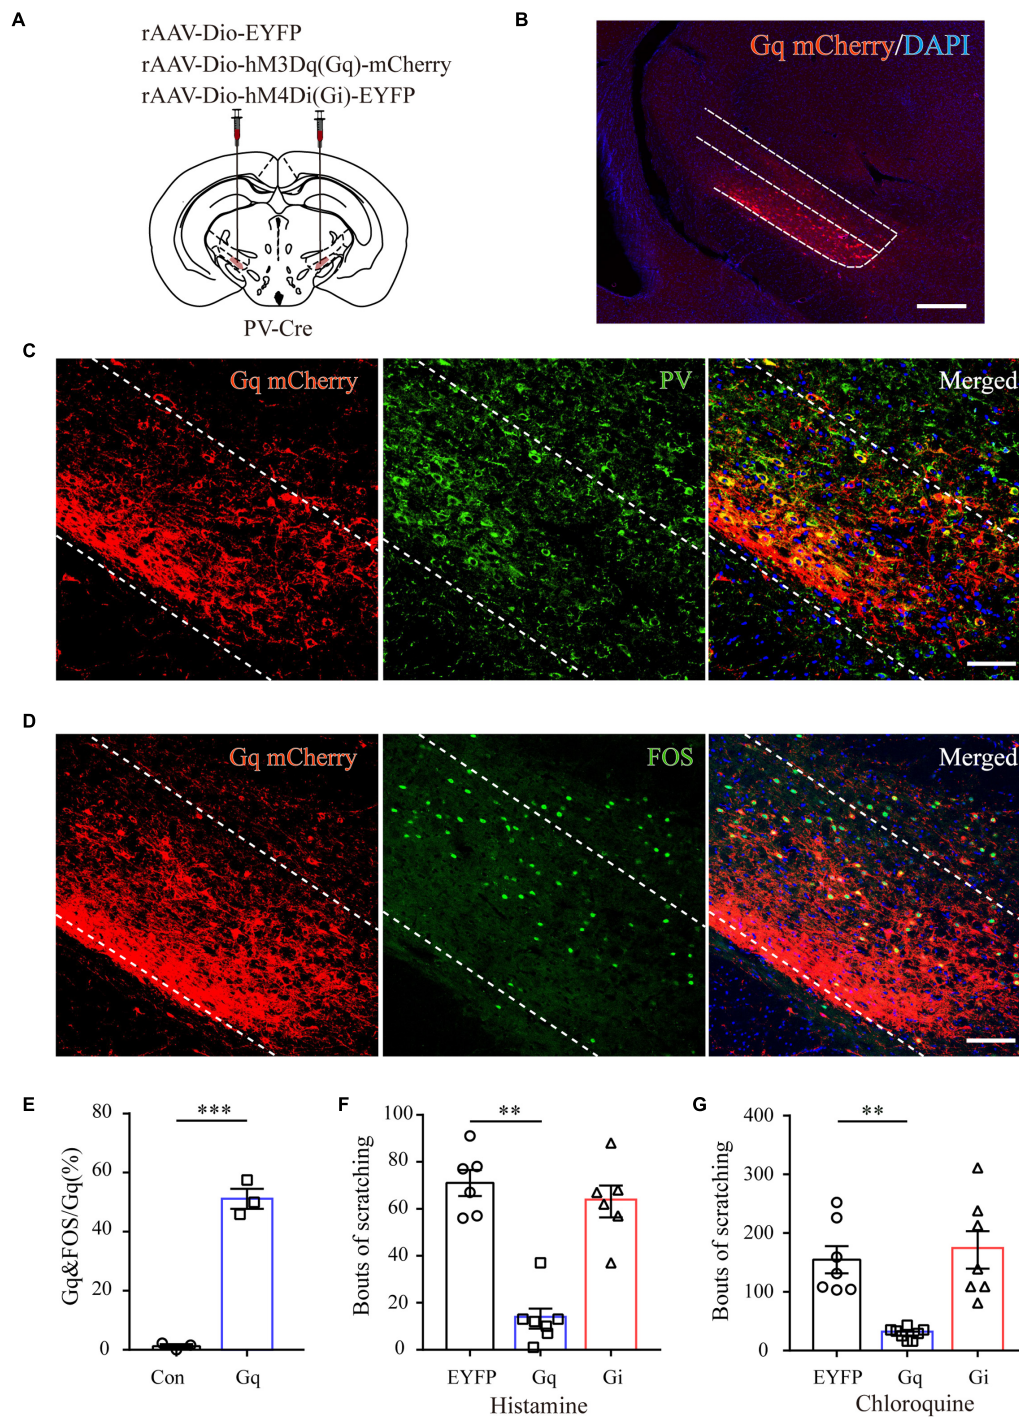 A
rAAV-Dio-EYFP
rAAV-Dio-hM3Dq(Gq)-mCherry
rAAV-Dio-hM4Di(Gi)-EYFP
PV-Cre
B
Gq mCherry/DAPI
C
Gq mCherry
PV
Merged
D
Gq mCherry
FOS
Merged
E
Gq&FOS/Gq(%)
80
60
40
20
0
***
Con
Gq
F
Bouts of scratching
100
80
60
40
20
0
**
EYFP
Gq
Gi
Histamine
G
Bouts of scratching
400
300
200
100
0
**
EYFP
Gq
Gi
Chloroquine